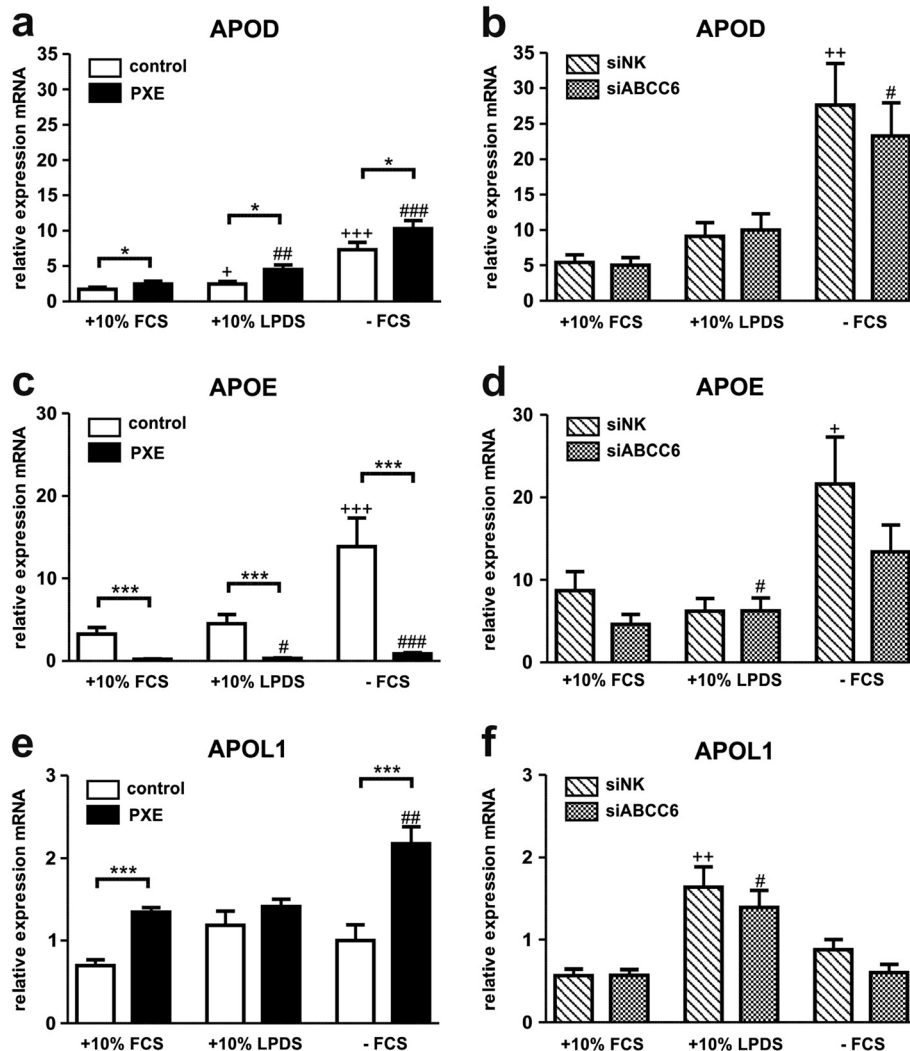 a
APOD
relative expression mRNA
35
30
25
20
15
10
5
0
control
PXE
*
+
*
##
+++
*
###
+10% FCS
+10% LPDS
- FCS
b
APOD
relative expression mRNA
35
30
25
20
15
10
5
0
siNK
siABCC6
++
#
+10% FCS
+10% LPDS
- FCS
c
APOE
relative expression mRNA
30
20
10
0
control
PXE
***
***
#
***
+++
###
+10% FCS
+10% LPDS
- FCS
d
APOE
relative expression mRNA
30
20
10
0
siNK
siABCC6
#
+
+10% FCS
+10% LPDS
- FCS
e
APOL1
relative expression mRNA
3
2
1
0
control
PXE
***
***
##
+10% FCS
+10% LPDS
- FCS
f
APOL1
relative expression mRNA
3
2
1
0
siNK
siABCC6
++
#
+10% FCS
+10% LPDS
- FCS